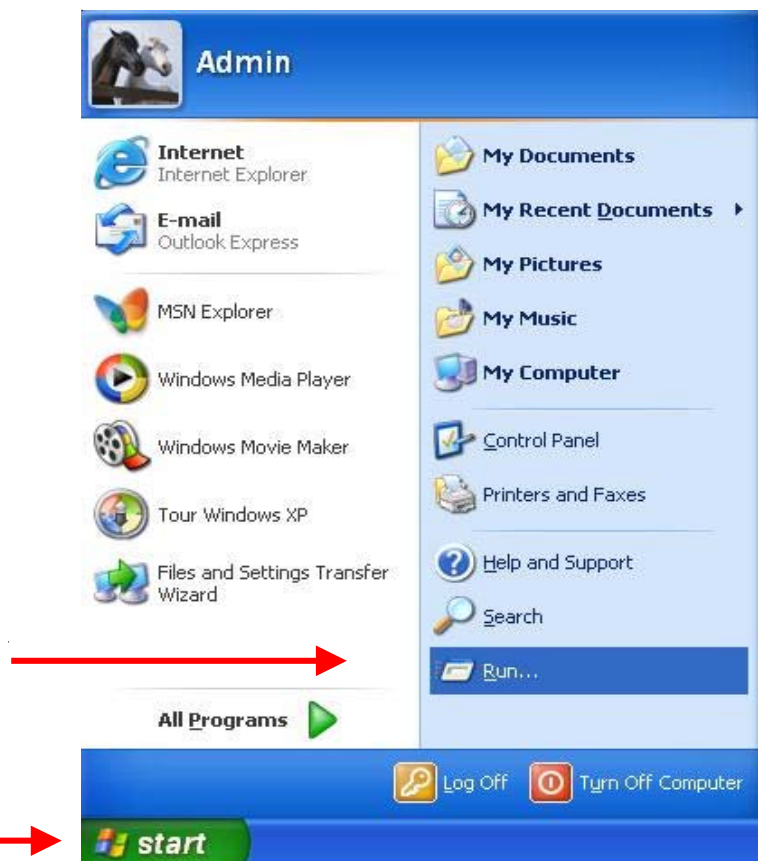 Admin
Internet
Internet Explorer
E-mail
Outlook Express
MSN Explorer
Windows Media Player
Windows Movie Maker
Tour Windows XP
Files and Settings Transfer
Wizard
All Programs
My Documents
My Recent Documents
My Pictures
My Music
My Computer
Control Panel
Printers and Faxes
Help and Support
Search
Run...
Log Off
Turn Off Computer
start